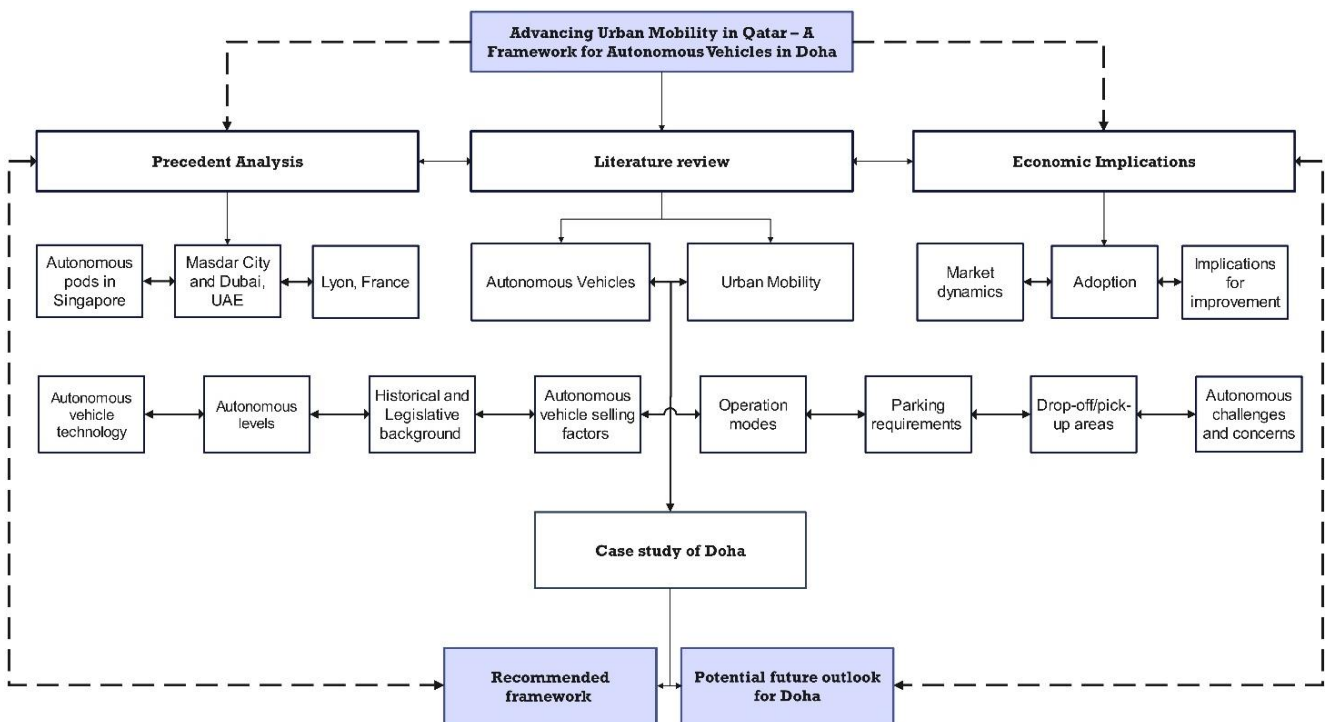 Advancing Urban Mobility in Qatar – A
Framework for Autonomous Vehicles in Doha
Precedent Analysis
Literature review
Economic Implications
Autonomous
pods in
Singapore
Masdar City
and Dubai,
UAE
Lyon, France
Autonomous Vehicles
Urban Mobility
Market
dynamics
Adoption
Implications
for
improvement
Autonomous
vehicle
technology
Autonomous
levels
Historical and
Legislative
background
Autonomous
vehicle selling
factors
Operation
modes
Parking
requirements
Drop-off/pick-
up areas
Autonomous
challenges
and concerns
Case study of Doha
Recommended
framework
Potential future outlook
for Doha